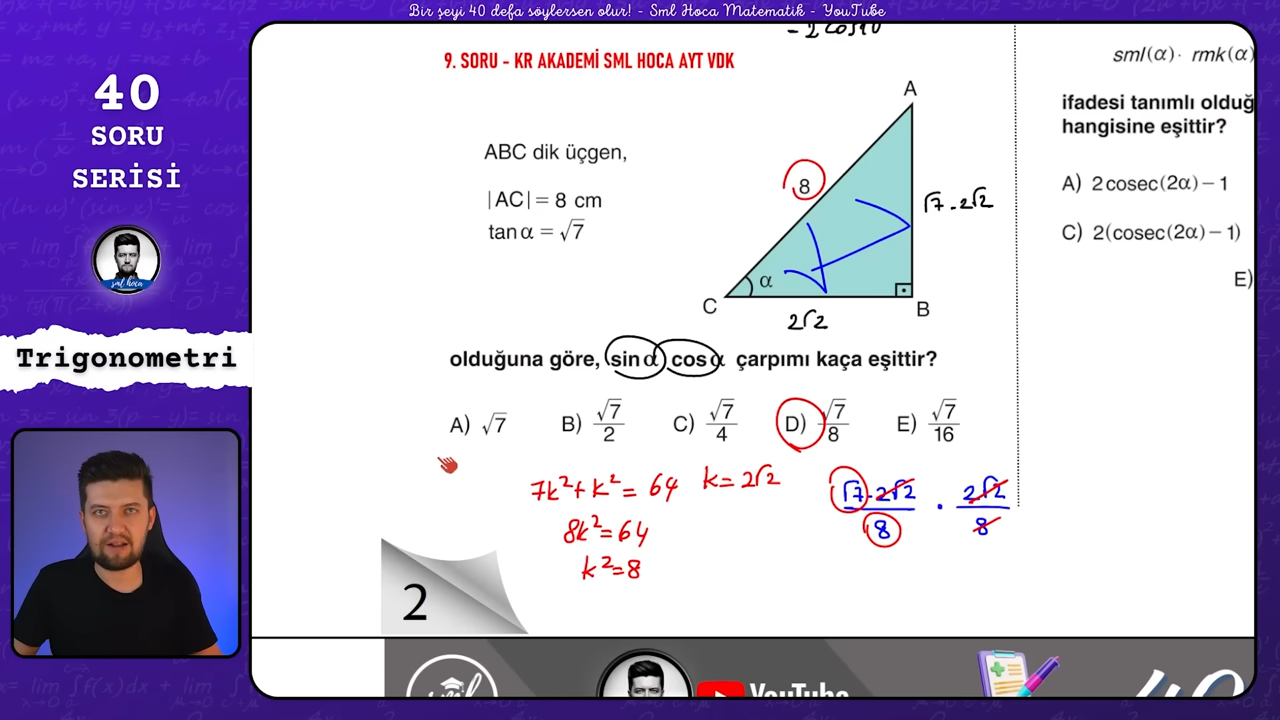 Bir şeyi 40 defa söylersen olur! - Sml Hoca Matematik - YouTube
40
SORU
SERİSİ
sml hoca
Trigonometri
9. SORU - KR AKADEMİ SML HOCA AYT VDK
ABC dik üçgen,
|AC| = 8 cm
tan α = √7
A
8
√7 . 2√2
α
C
B
2√2
olduğuna göre, sin α cos α çarpımı kaça eşittir?
A) √7 B) √7/2 C) √7/4 D) √7/8 E) √7/16
7k² + k² = 64 k = 2√2
8k² = 64
k² = 8
√7 . 2√2 / 8 . 2√2 / 8
2
sml(α) · rmk(α)
ifadesi tanımlı olduğ
hangisine eşittir?
A) 2cosec(2α) − 1
C) 2(cosec(2α) − 1)
E)
YouTube